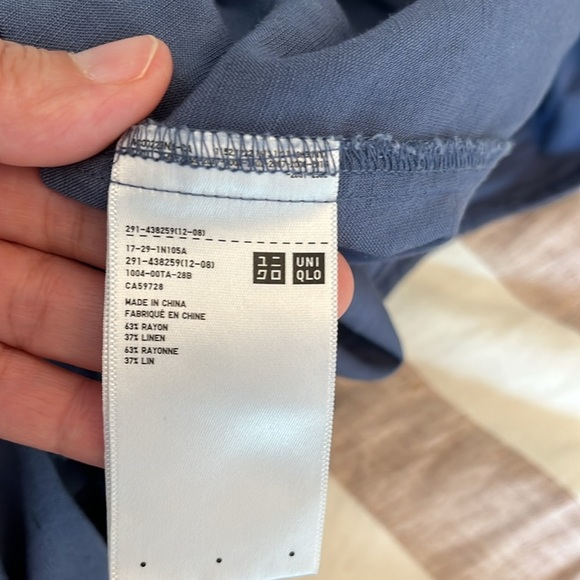 291-438259(12-08)
17-29-1N105A
291-438259(12-08)
1004-00TA-28B
CA59728
ユニ
クロ
UNI
QLO
MADE IN CHINA
FABRIQUÉ EN CHINE
63% RAYON
37% LINEN
63% RAYONNE
37% LIN